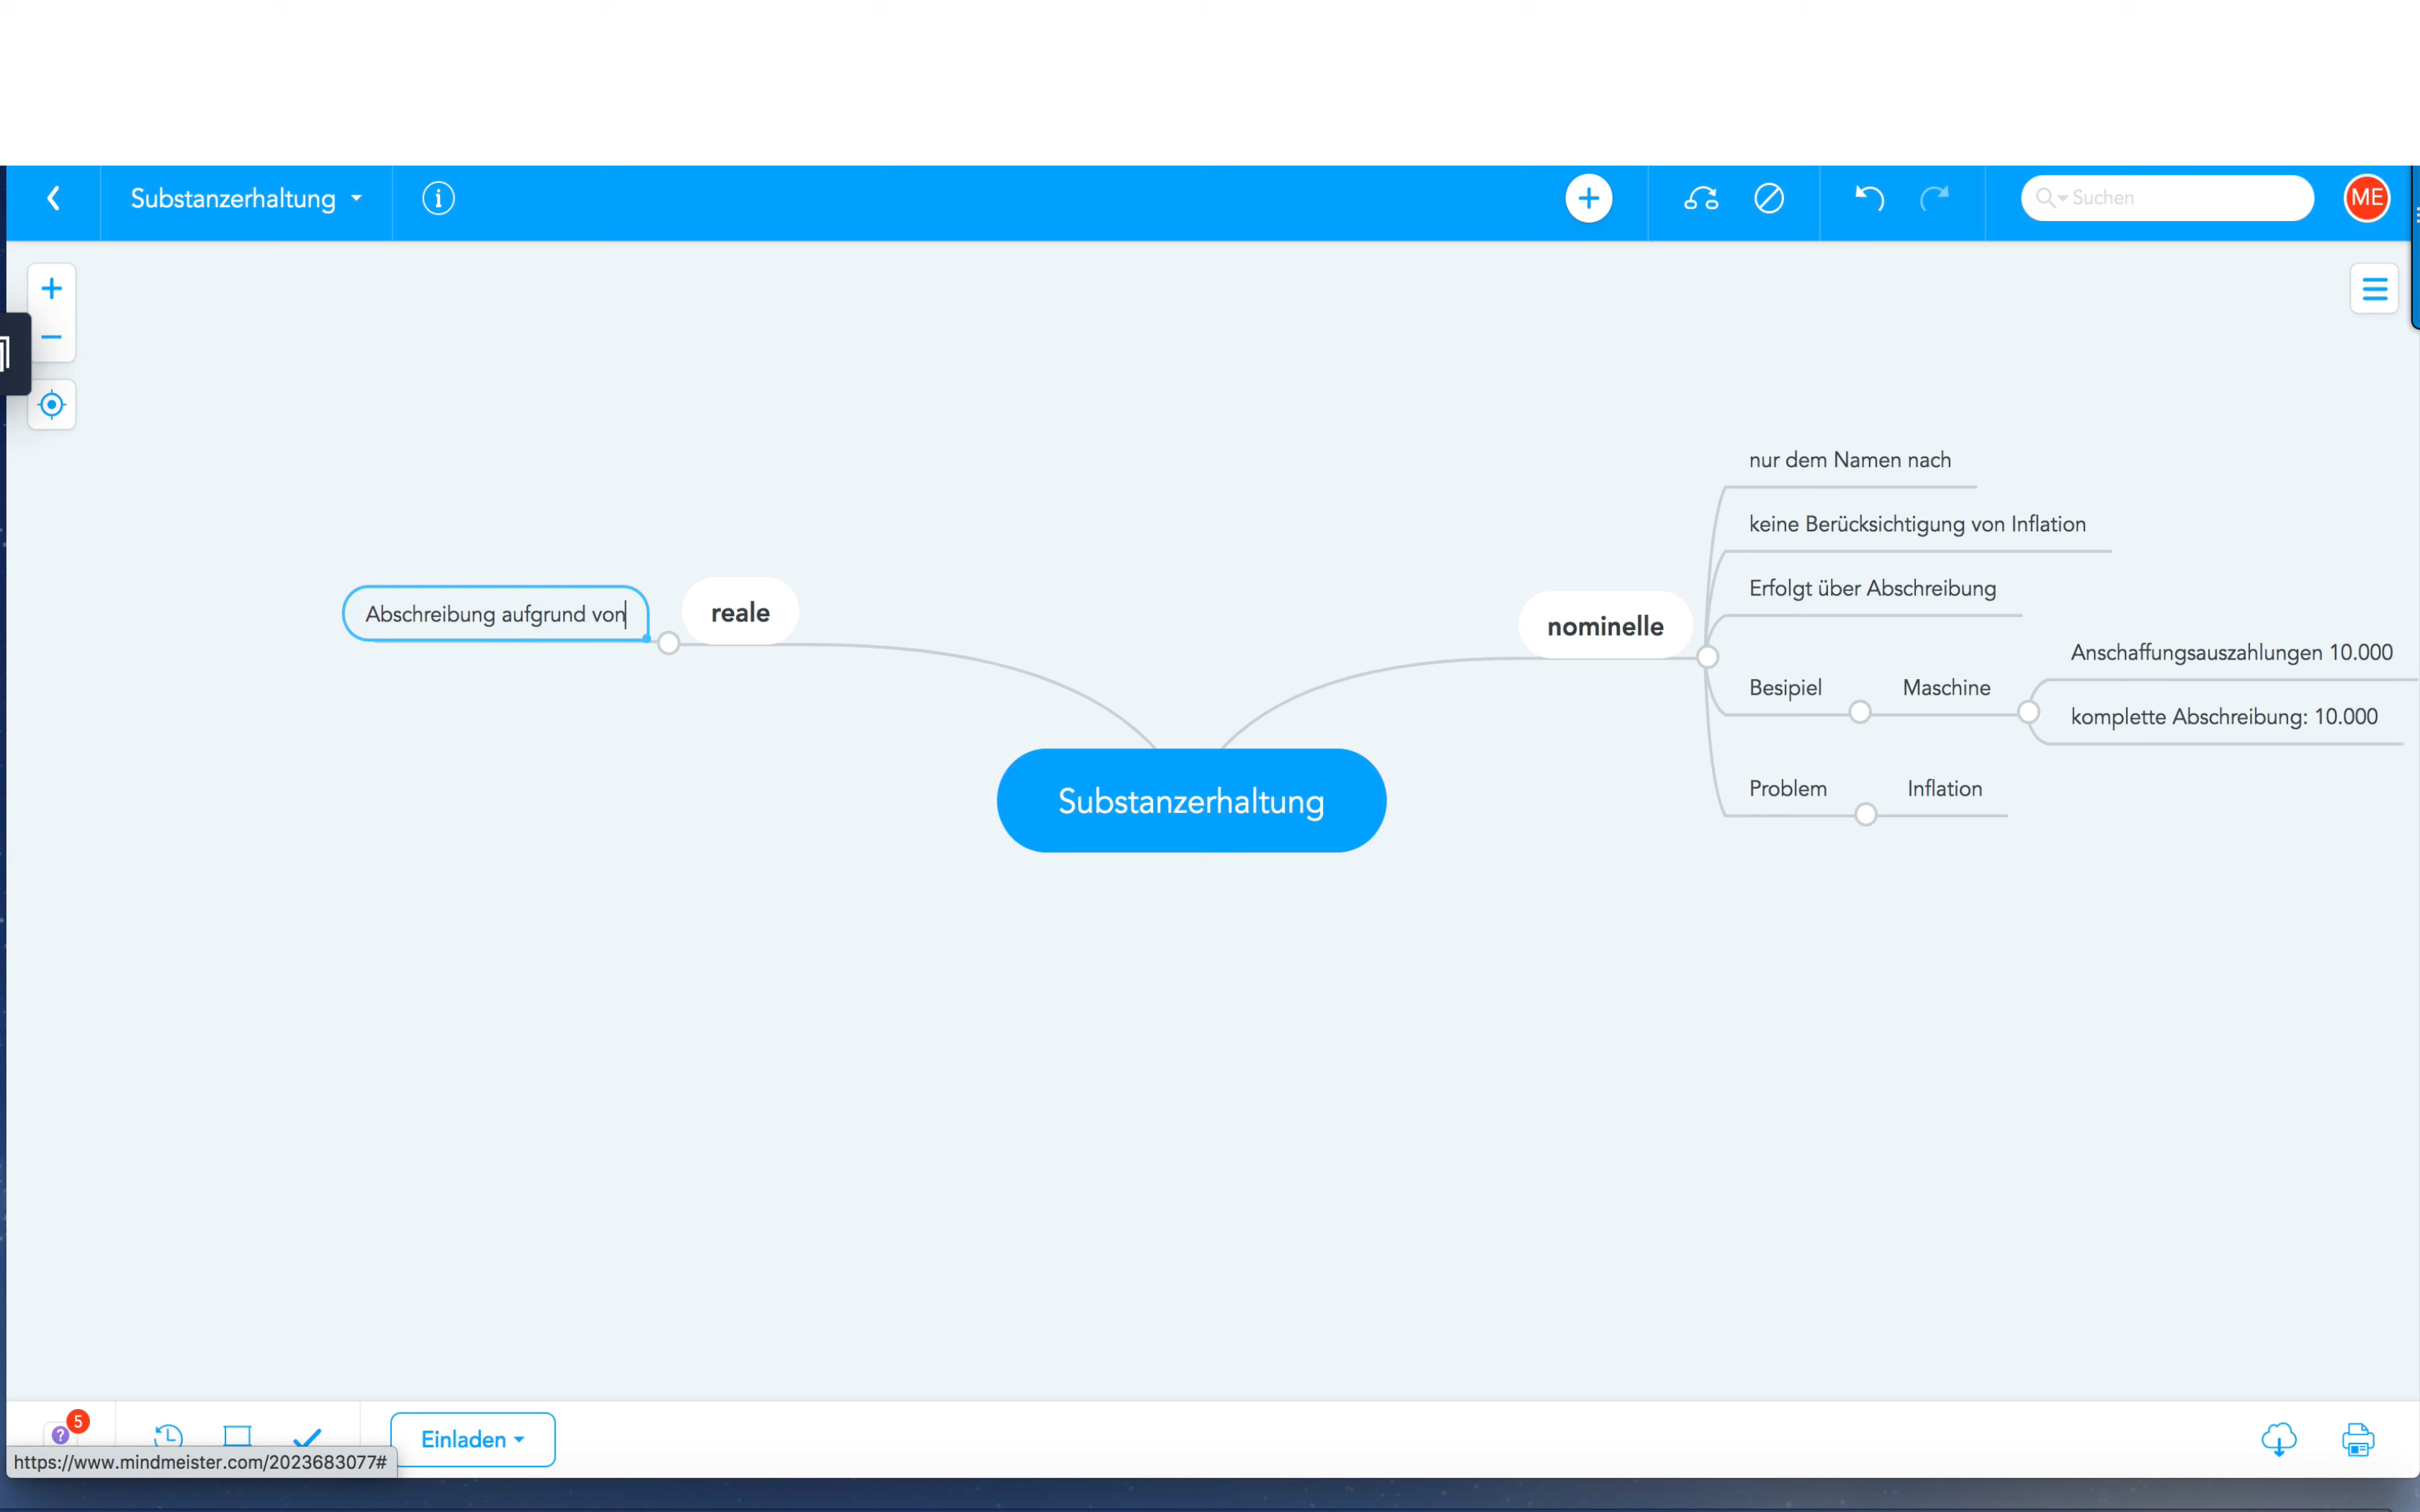 Substanzerhaltung
Suchen
ME
nur dem Namen nach
keine Berücksichtigung von Inflation
Erfolgt über Abschreibung
Abschreibung aufgrund von
reale
nominelle
Anschaffungsauszahlungen 10.000
Besipiel
Maschine
komplette Abschreibung: 10.000
Problem
Inflation
Substanzerhaltung
5
Einladen
https://www.mindmeister.com/2023683077#